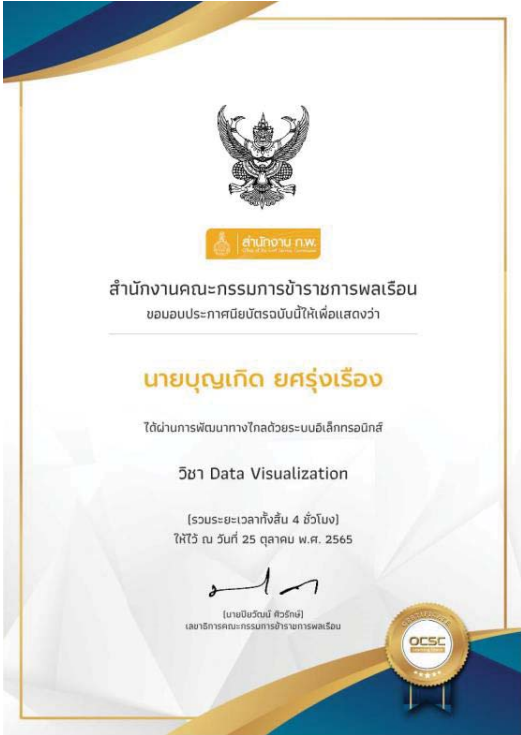 สำนักงาน ก.พ.
สำนักงานคณะกรรมการข้าราชการพลเรือน
ขอมอบประกาศนียบัตรฉบับนี้ให้เพื่อแสดงว่า
นายบุญเกิด ยศรุ่งเรือง
ได้ผ่านการพัฒนาทางไกลด้วยระบบอิเล็กทรอนิกส์
วิชา Data Visualization
(รวมระยะเวลาทั้งสิ้น 4 ชั่วโมง)
ให้ไว้ ณ วันที่ 25 ตุลาคม พ.ศ. 2565
(นายปิยวัฒน์ ศิวรักษ์)
เลขาธิการคณะกรรมการข้าราชการพลเรือน
CERTIFICATE
OCSC